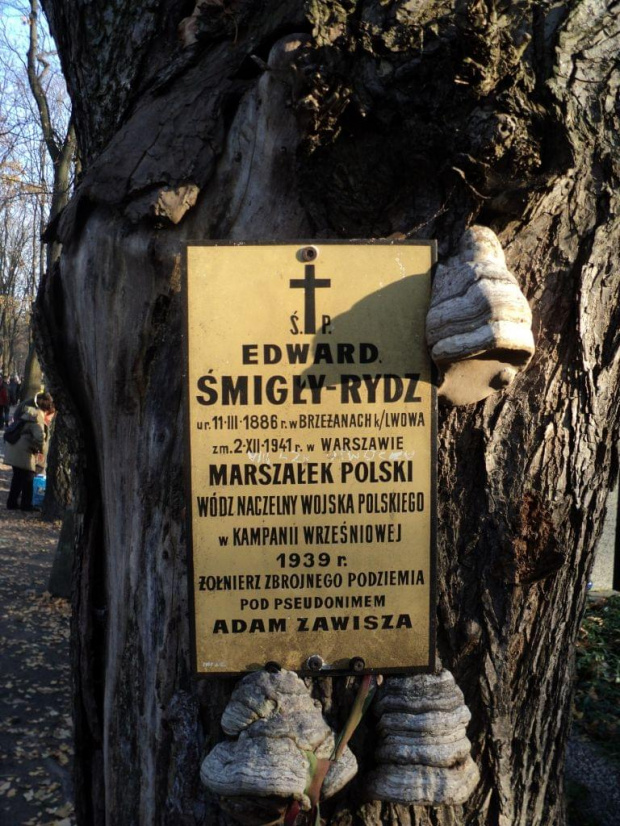 Ś. P.
EDWARD.
ŚMIGŁY-RYDZ
ur. 11·III·1886 r. w BRZEŻANACH k/LWOWA
zm. 2·XII·1941 r. w WARSZAWIE
MARSZAŁEK POLSKI
WÓDZ NACZELNY WOJSKA POLSKIEGO
w KAMPANII WRZEŚNIOWEJ
1939 r.
ŻOŁNIERZ ZBROJNEGO PODZIEMIA
POD PSEUDONIMEM
ADAM ZAWISZA